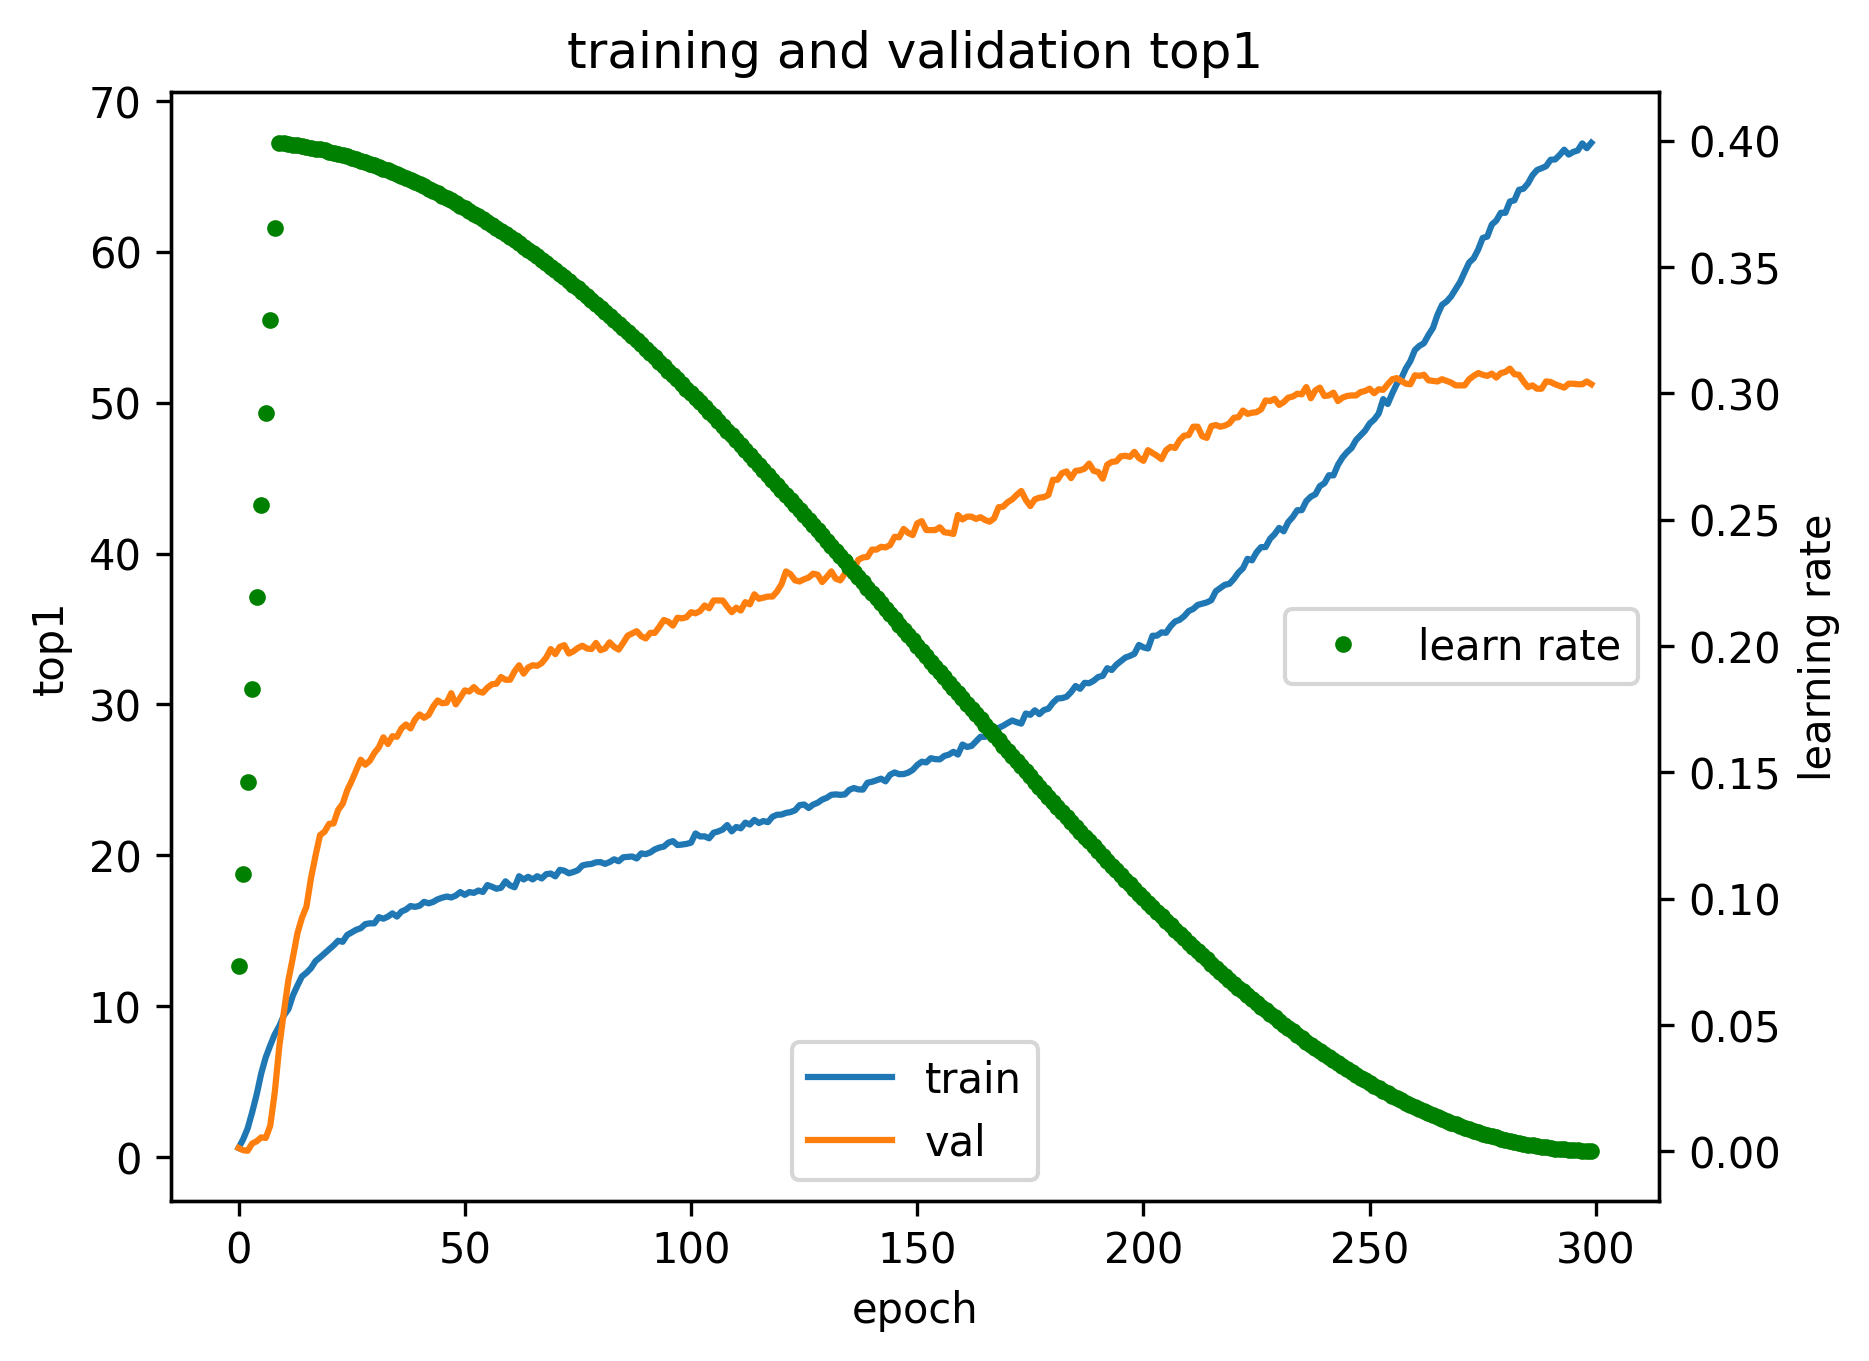 training and validation top1
70
60
50
40
30
20
10
0
top1
0.40
0.35
0.30
0.25
0.20
0.15
0.10
0.05
0.00
learning rate
learn rate
train
val
0 50 100 150 200 250 300
epoch